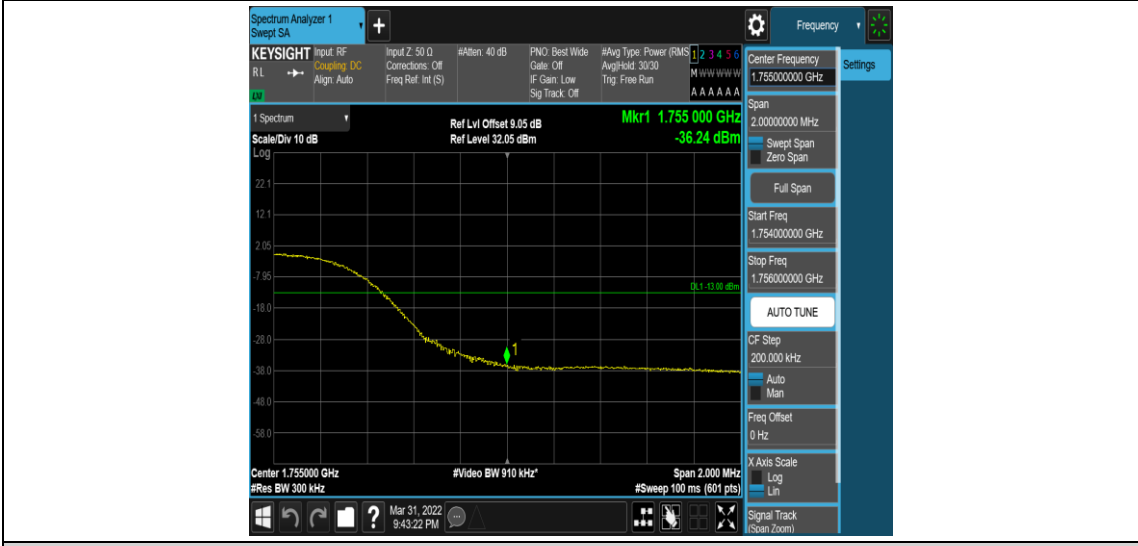 Spectrum Analyzer 1
Swept SA
+
Frequency
KEYSIGHT
Input: RF
Input Z: 50 Ω
#Atten: 40 dB
PNO: Best Wide
#Avg Type: Power (RMS
1 2 3 4 5 6
RL
Coupling: DC
Corrections: Off
Gate: Off
Avg|Hold: 30/30
M W W W W W
Align: Auto
Freq Ref: Int (S)
IF Gain: Low
Trig: Free Run
Sig Track: Off
A A A A A A
1 Spectrum
Scale/Div 10 dB
Ref Lvl Offset 9.05 dB
Ref Level 32.05 dBm
Mkr1 1.755 000 GHz
-36.24 dBm
Log
22.1
12.1
2.05
-7.95
DL1 -13.00 dBm
-18.0
-28.0
1
-38.0
-48.0
-58.0
Center 1.755000 GHz
#Video BW 910 kHz*
Span 2.000 MHz
#Res BW 300 kHz
#Sweep 100 ms (601 pts)
Mar 31, 2022
9:43:22 PM
?
Center Frequency
1.755000000 GHz
Settings
Span
2.00000000 MHz
Swept Span
Zero Span
Full Span
Start Freq
1.754000000 GHz
Stop Freq
1.756000000 GHz
AUTO TUNE
CF Step
200.000 kHz
Auto
Man
Freq Offset
0 Hz
X Axis Scale
Log
Lin
Signal Track
(Span Zoom)